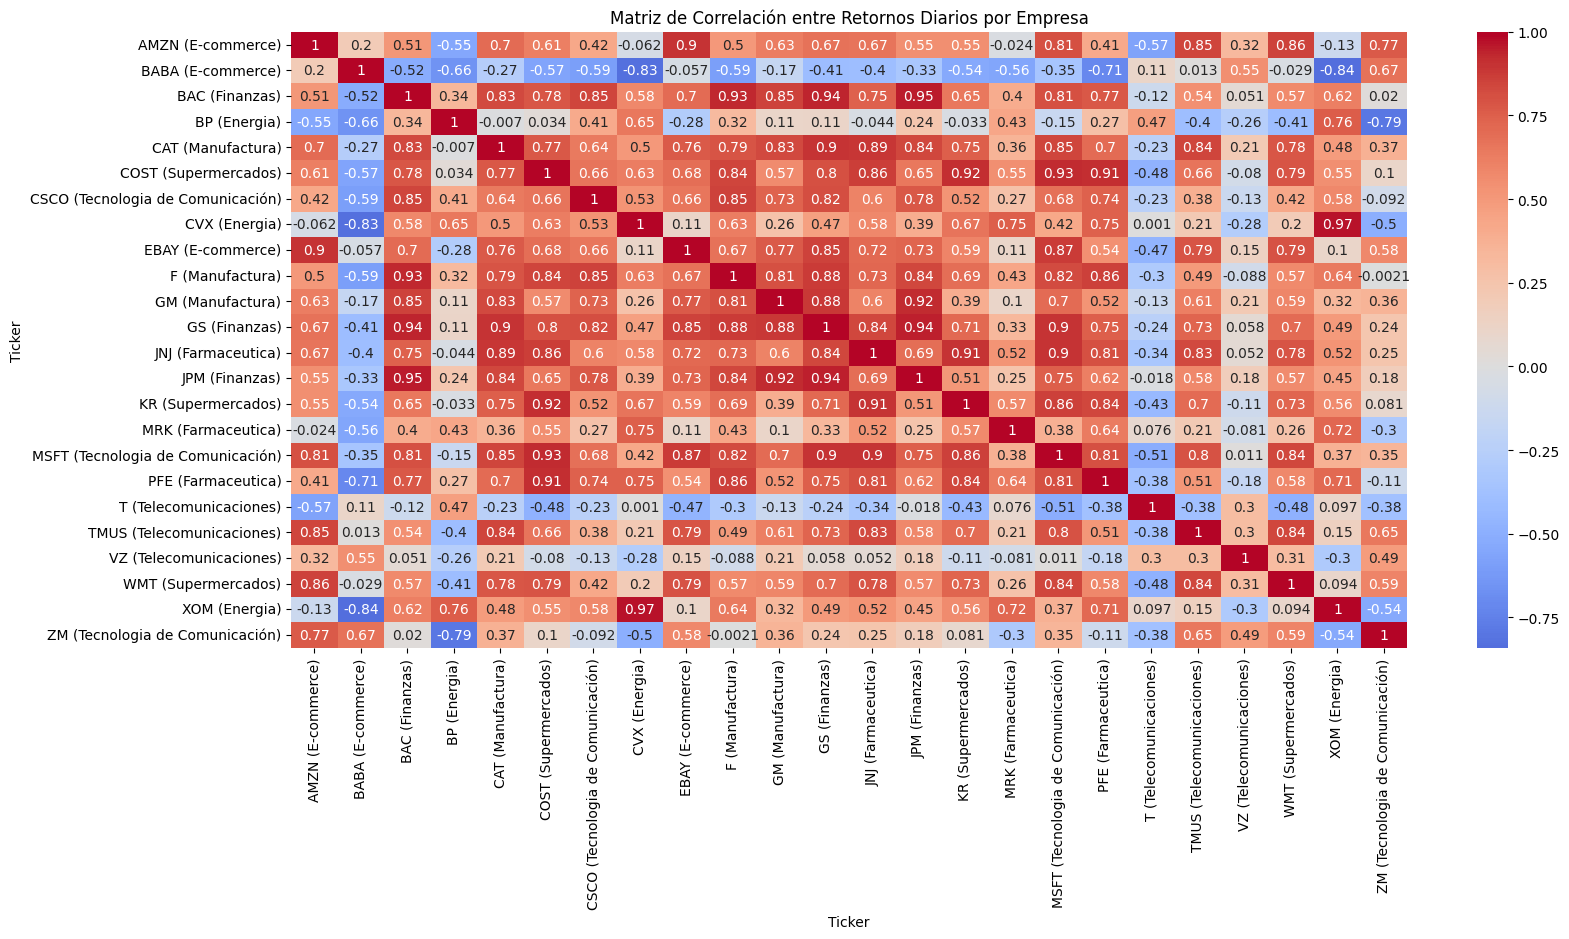 Matriz de Correlación entre Retornos Diarios por Empresa
AMZN (E-commerce) 1 0.2 0.51 -0.55 0.7 0.61 0.42 -0.062 0.9 0.5 0.63 0.67 0.67 0.55 0.55 -0.024 0.81 0.41 -0.57 0.85 0.32 0.86 -0.13 0.77
BABA (E-commerce) 0.2 1 -0.52 -0.66 -0.27 -0.57 -0.59 -0.83 -0.057 -0.59 -0.17 -0.41 -0.4 -0.33 -0.54 -0.56 -0.35 -0.71 0.11 0.013 0.55 -0.029 -0.84 0.67
BAC (Finanzas) 0.51 -0.52 1 0.34 0.83 0.78 0.85 0.58 0.7 0.93 0.85 0.94 0.75 0.95 0.65 0.4 0.81 0.77 -0.12 0.54 0.051 0.57 0.62 0.02
BP (Energia) -0.55 -0.66 0.34 1 -0.007 0.034 0.41 0.65 -0.28 0.32 0.11 0.11 -0.044 0.24 -0.033 0.43 -0.15 0.27 0.47 -0.4 -0.26 -0.41 0.76 -0.79
CAT (Manufactura) 0.7 -0.27 0.83 -0.007 1 0.77 0.64 0.5 0.76 0.79 0.83 0.9 0.89 0.84 0.75 0.36 0.85 0.7 -0.23 0.84 0.21 0.78 0.48 0.37
COST (Supermercados) 0.61 -0.57 0.78 0.034 0.77 1 0.66 0.63 0.68 0.84 0.57 0.8 0.86 0.65 0.92 0.55 0.93 0.91 -0.48 0.66 -0.08 0.79 0.55 0.1
CSCO (Tecnologia de Comunicación) 0.42 -0.59 0.85 0.41 0.64 0.66 1 0.53 0.66 0.85 0.73 0.82 0.6 0.78 0.52 0.27 0.68 0.74 -0.23 0.38 -0.13 0.42 0.58 -0.092
CVX (Energia) -0.062 -0.83 0.58 0.65 0.5 0.63 0.53 1 0.11 0.63 0.26 0.47 0.58 0.39 0.67 0.75 0.42 0.75 0.001 0.21 -0.28 0.2 0.97 -0.5
EBAY (E-commerce) 0.9 -0.057 0.7 -0.28 0.76 0.68 0.66 0.11 1 0.67 0.77 0.85 0.72 0.73 0.59 0.11 0.87 0.54 -0.47 0.79 0.15 0.79 0.1 0.58
F (Manufactura) 0.5 -0.59 0.93 0.32 0.79 0.84 0.85 0.63 0.67 1 0.81 0.88 0.73 0.84 0.69 0.43 0.82 0.86 -0.3 0.49 -0.088 0.57 0.64 -0.0021
GM (Manufactura) 0.63 -0.17 0.85 0.11 0.83 0.57 0.73 0.26 0.77 0.81 1 0.88 0.6 0.92 0.39 0.1 0.7 0.52 -0.13 0.61 0.21 0.59 0.32 0.36
GS (Finanzas) 0.67 -0.41 0.94 0.11 0.9 0.8 0.82 0.47 0.85 0.88 0.88 1 0.84 0.94 0.71 0.33 0.9 0.75 -0.24 0.73 0.058 0.7 0.49 0.24
JNJ (Farmaceutica) 0.67 -0.4 0.75 -0.044 0.89 0.86 0.6 0.58 0.72 0.73 0.6 0.84 1 0.69 0.91 0.52 0.9 0.81 -0.34 0.83 0.052 0.78 0.52 0.25
JPM (Finanzas) 0.55 -0.33 0.95 0.24 0.84 0.65 0.78 0.39 0.73 0.84 0.92 0.94 0.69 1 0.51 0.25 0.75 0.62 -0.018 0.58 0.18 0.57 0.45 0.18
KR (Supermercados) 0.55 -0.54 0.65 -0.033 0.75 0.92 0.52 0.67 0.59 0.69 0.39 0.71 0.91 0.51 1 0.57 0.86 0.84 -0.43 0.7 -0.11 0.73 0.56 0.081
MRK (Farmaceutica) -0.024 -0.56 0.4 0.43 0.36 0.55 0.27 0.75 0.11 0.43 0.1 0.33 0.52 0.25 0.57 1 0.38 0.64 0.076 0.21 -0.081 0.26 0.72 -0.3
MSFT (Tecnologia de Comunicación) 0.81 -0.35 0.81 -0.15 0.85 0.93 0.68 0.42 0.87 0.82 0.7 0.9 0.9 0.75 0.86 0.38 1 0.81 -0.51 0.8 0.011 0.84 0.37 0.35
PFE (Farmaceutica) 0.41 -0.71 0.77 0.27 0.7 0.91 0.74 0.75 0.54 0.86 0.52 0.75 0.81 0.62 0.84 0.64 0.81 1 -0.38 0.51 -0.18 0.58 0.71 -0.11
T (Telecomunicaciones) -0.57 0.11 -0.12 0.47 -0.23 -0.48 -0.23 0.001 -0.47 -0.3 -0.13 -0.24 -0.34 -0.018 -0.43 0.076 -0.51 -0.38 1 -0.38 0.3 -0.48 0.097 -0.38
TMUS (Telecomunicaciones) 0.85 0.013 0.54 -0.4 0.84 0.66 0.38 0.21 0.79 0.49 0.61 0.73 0.83 0.58 0.7 0.21 0.8 0.51 -0.38 1 0.3 0.84 0.15 0.65
VZ (Telecomunicaciones) 0.32 0.55 0.051 -0.26 0.21 -0.08 -0.13 -0.28 0.15 -0.088 0.21 0.058 0.052 0.18 -0.11 -0.081 0.011 -0.18 0.3 0.3 1 0.31 -0.3 0.49
WMT (Supermercados) 0.86 -0.029 0.57 -0.41 0.78 0.79 0.42 0.2 0.79 0.57 0.59 0.7 0.78 0.57 0.73 0.26 0.84 0.58 -0.48 0.84 0.31 1 0.094 0.59
XOM (Energia) -0.13 -0.84 0.62 0.76 0.48 0.55 0.58 0.97 0.1 0.64 0.32 0.49 0.52 0.45 0.56 0.72 0.37 0.71 0.097 0.15 -0.3 0.094 1 -0.54
ZM (Tecnologia de Comunicación) 0.77 0.67 0.02 -0.79 0.37 0.1 -0.092 -0.5 0.58 -0.0021 0.36 0.24 0.25 0.18 0.081 -0.3 0.35 -0.11 -0.38 0.65 0.49 0.59 -0.54 1
Ticker
AMZN (E-commerce)
BABA (E-commerce)
BAC (Finanzas)
BP (Energia)
CAT (Manufactura)
COST (Supermercados)
CSCO (Tecnologia de Comunicación)
CVX (Energia)
EBAY (E-commerce)
F (Manufactura)
GM (Manufactura)
GS (Finanzas)
JNJ (Farmaceutica)
JPM (Finanzas)
KR (Supermercados)
MRK (Farmaceutica)
MSFT (Tecnologia de Comunicación)
PFE (Farmaceutica)
T (Telecomunicaciones)
TMUS (Telecomunicaciones)
VZ (Telecomunicaciones)
WMT (Supermercados)
XOM (Energia)
ZM (Tecnologia de Comunicación)
Ticker
1.00
0.75
0.50
0.25
0.00
−0.25
−0.50
−0.75